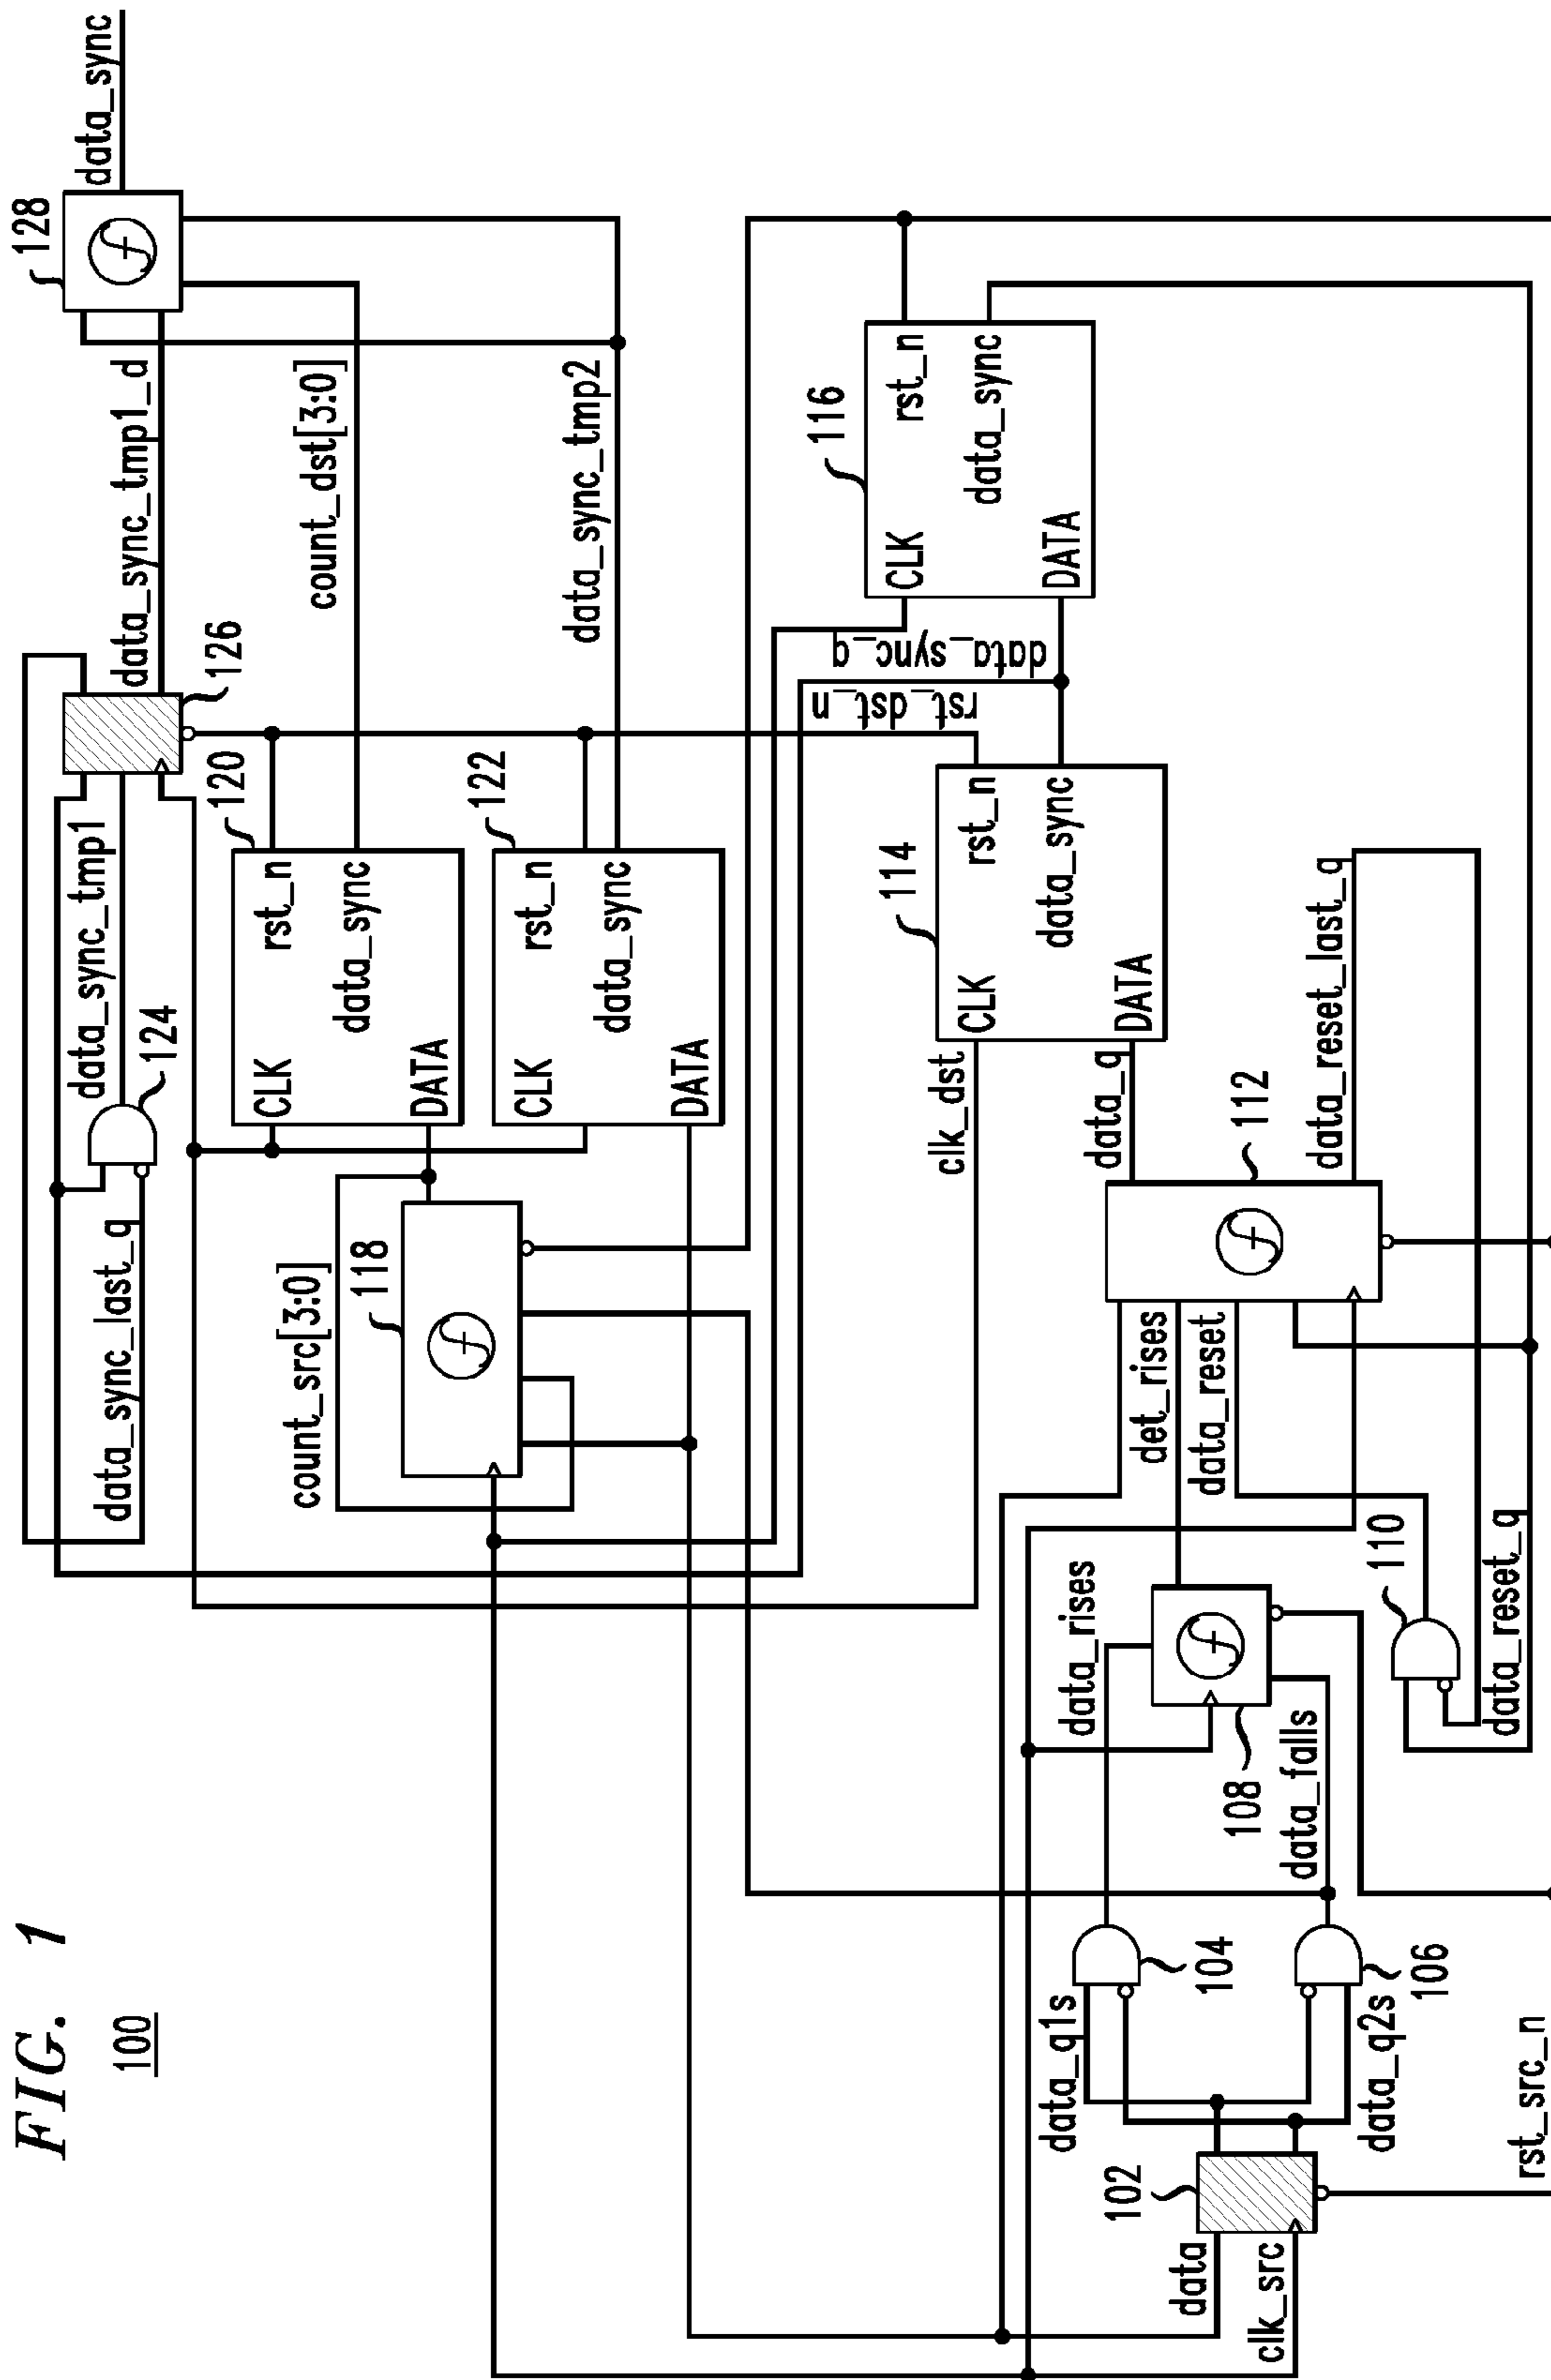 FIG. 1
100
data
clk_src
102
rst_src_n
data_q1s
data_q2s
104
106
data_rises
data_falls
108
det_rises
data_reset
110
data_reset_q
112
data_q
data_reset_last_q
clk_dst
114
CLK
rst_n
data_sync
DATA
rst_dst_n
data_sync_q
116
CLK
rst_n
data_sync
DATA
count_src[3:0]
118
120
CLK
rst_n
data_sync
DATA
122
CLK
rst_n
data_sync
DATA
data_sync_last_q
124
data_sync_tmp1
126
data_sync_tmp1_d
count_dst[3:0]
data_sync_tmp2
128
data_sync
f
f
f
f